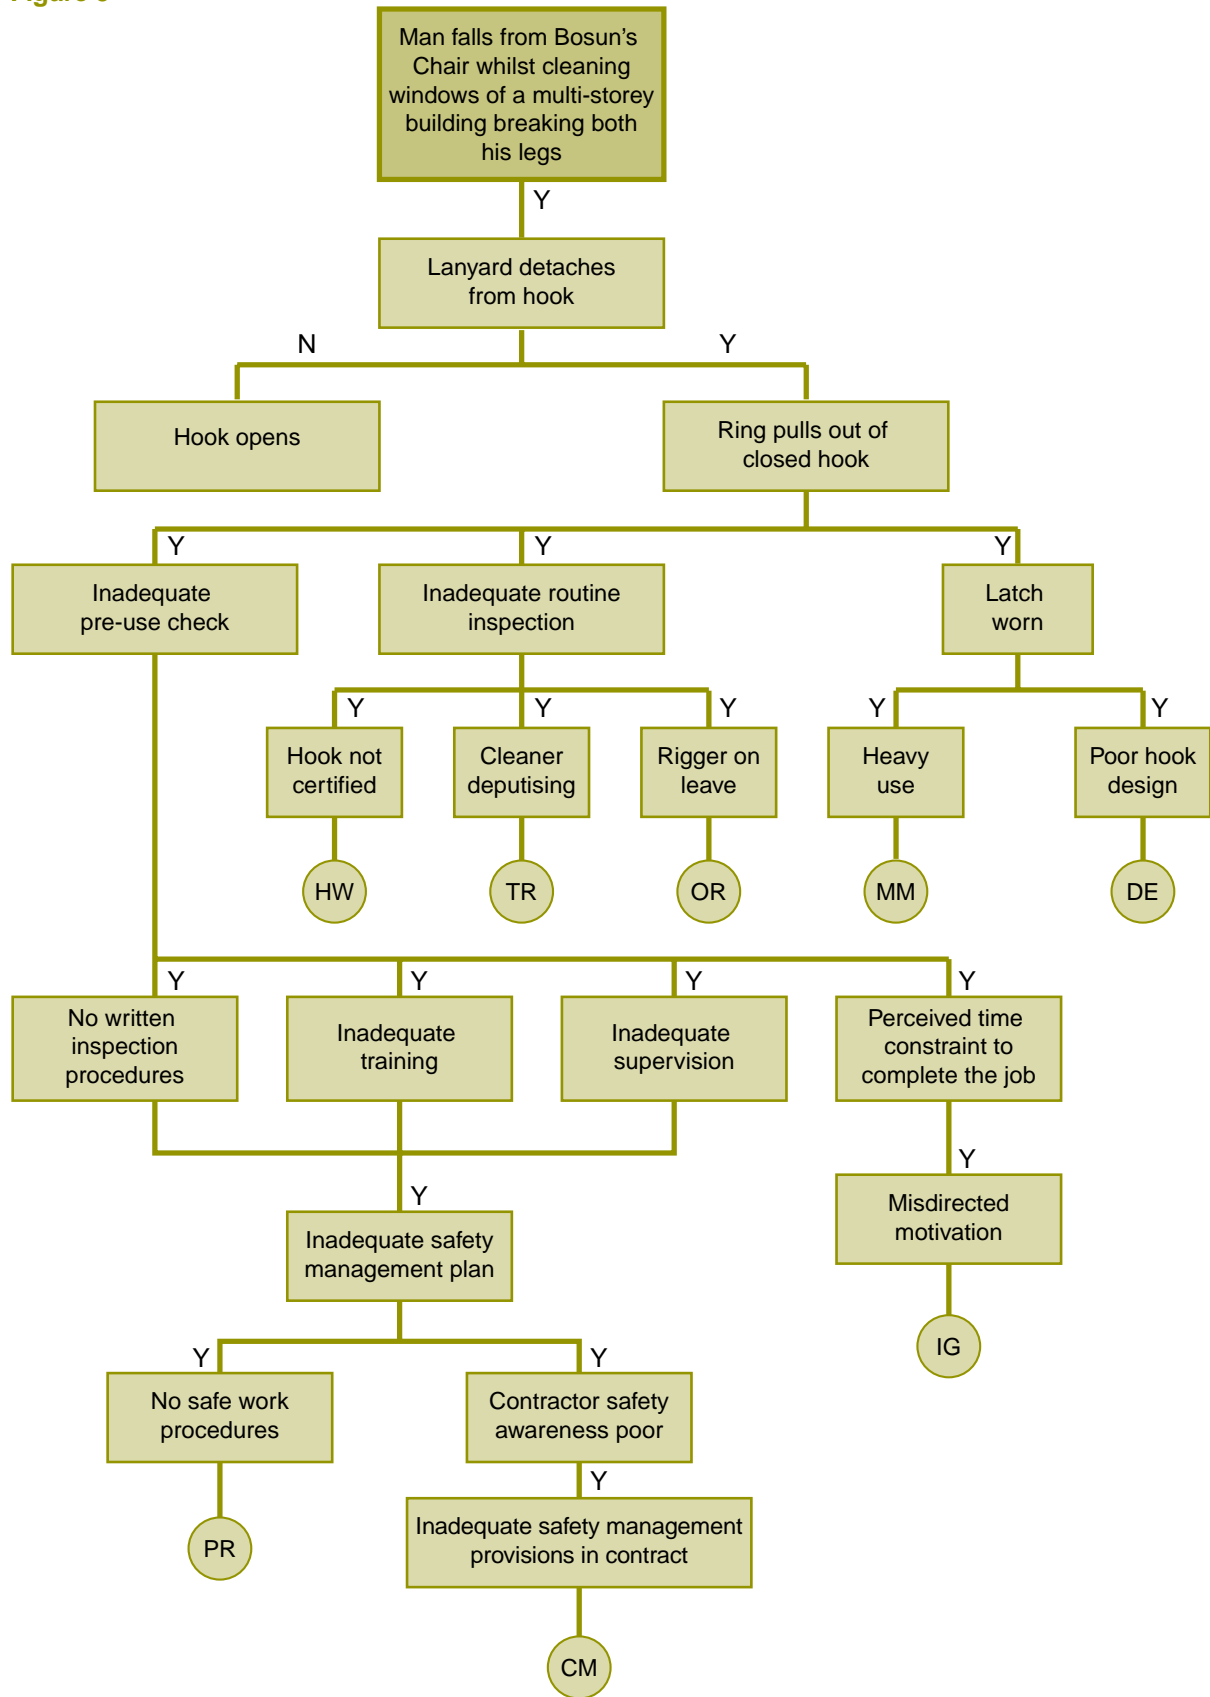 Man falls from Bosun's
Chair whilst cleaning
windows of a multi-storey
building breaking both
his legs
Y
Lanyard detaches
from hook
N
Y
Hook opens
Ring pulls out of
closed hook
Y
Y
Y
Inadequate
pre-use check
Inadequate routine
inspection
Latch
worn
Y
Y
Y
Y
Y
Hook not
certified
Cleaner
deputising
Rigger on
leave
Heavy
use
Poor hook
design
HW
TR
OR
MM
DE
Y
Y
Y
Y
No written
inspection
procedures
Inadequate
training
Inadequate
supervision
Perceived time
constraint to
complete the job
Y
Y
Inadequate safety
management plan
Misdirected
motivation
IG
Y
Y
No safe work
procedures
Contractor safety
awareness poor
Y
Inadequate safety management
provisions in contract
PR
CM